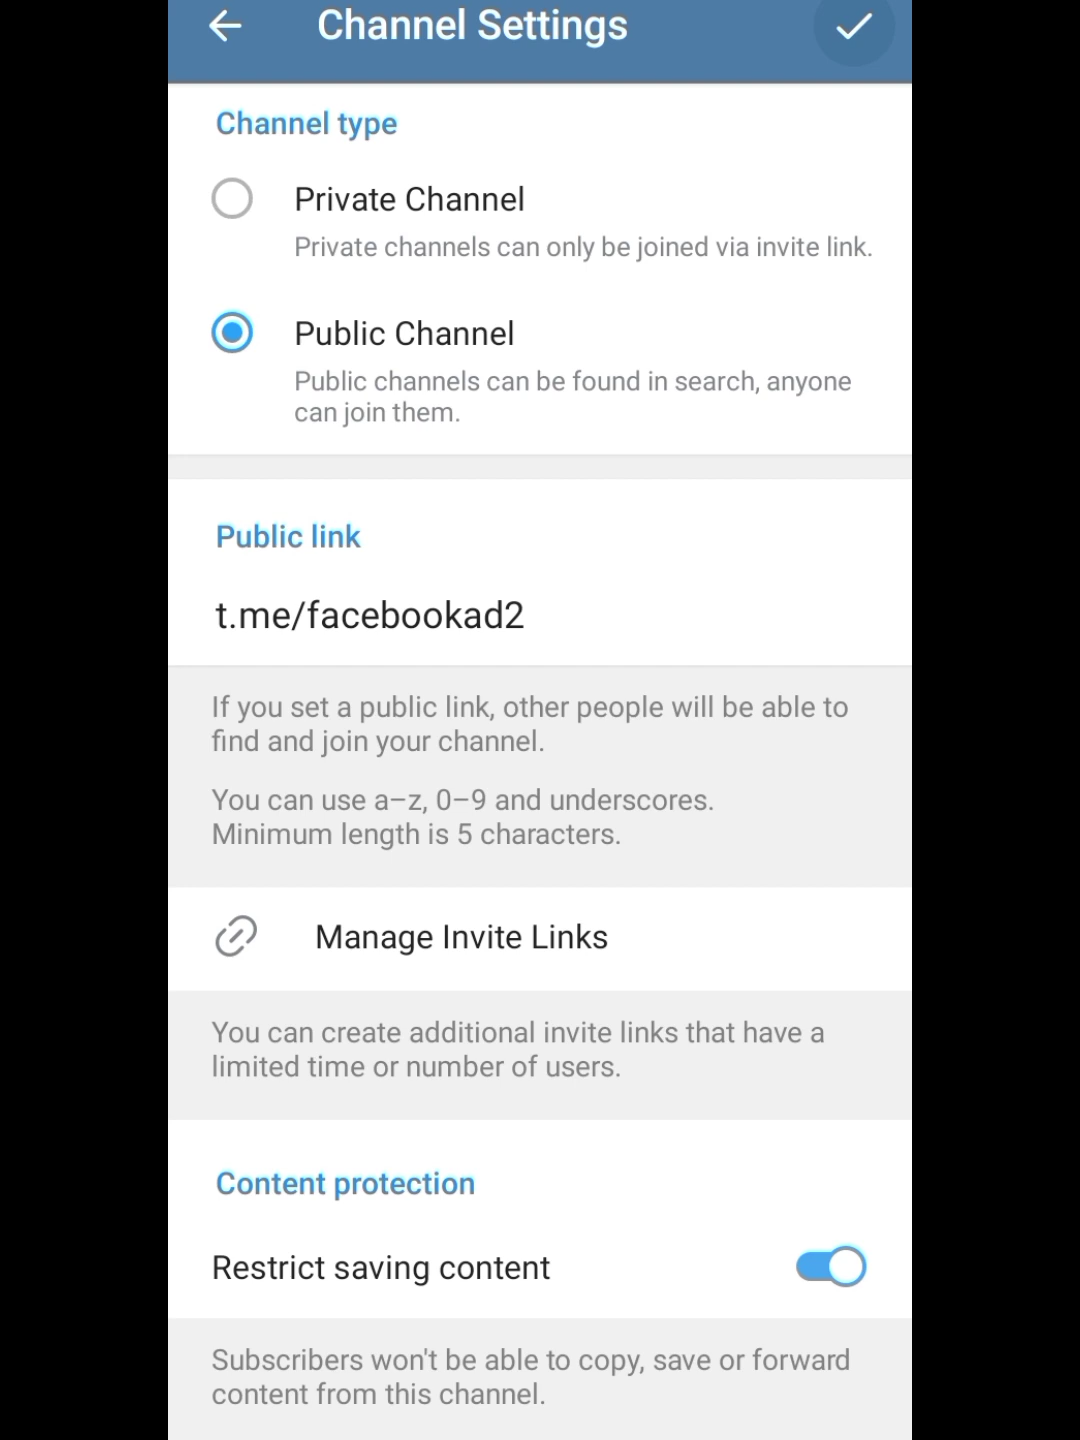 Channel Settings
Channel type
Private Channel
Private channels can only be joined via invite link.
Public Channel
Public channels can be found in search, anyone
can join them.
Public link
t.me/facebookad2
If you set a public link, other people will be able to
find and join your channel.
You can use a–z, 0–9 and underscores.
Minimum length is 5 characters.
Manage Invite Links
You can create additional invite links that have a
limited time or number of users.
Content protection
Restrict saving content
Subscribers won't be able to copy, save or forward
content from this channel.